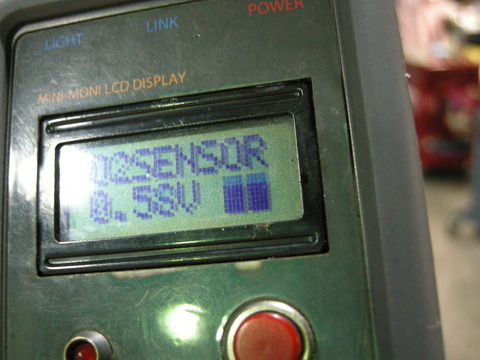 LIGHT LINK POWER
MINI-MONI LCD DISPLAY
O2SENSOR
0.58V